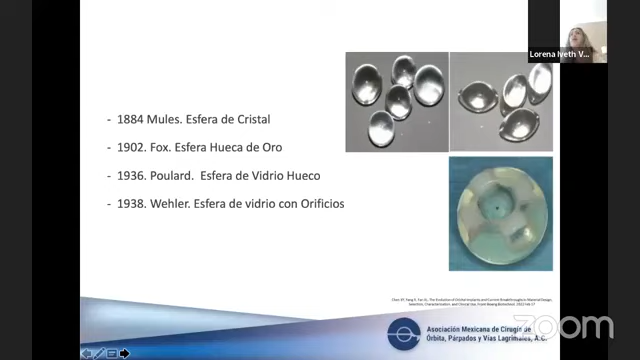 Lorena Iveth V...
- 1884 Mules. Esfera de Cristal
- 1902. Fox. Esfera Hueca de Oro
- 1936. Poulard. Esfera de Vidrio Hueco
- 1938. Wehler. Esfera de vidrio con Orificios
Asociación Mexicana de Cirugía de
Órbita, Párpados y Vías Lagrimales, A.C.
zoom